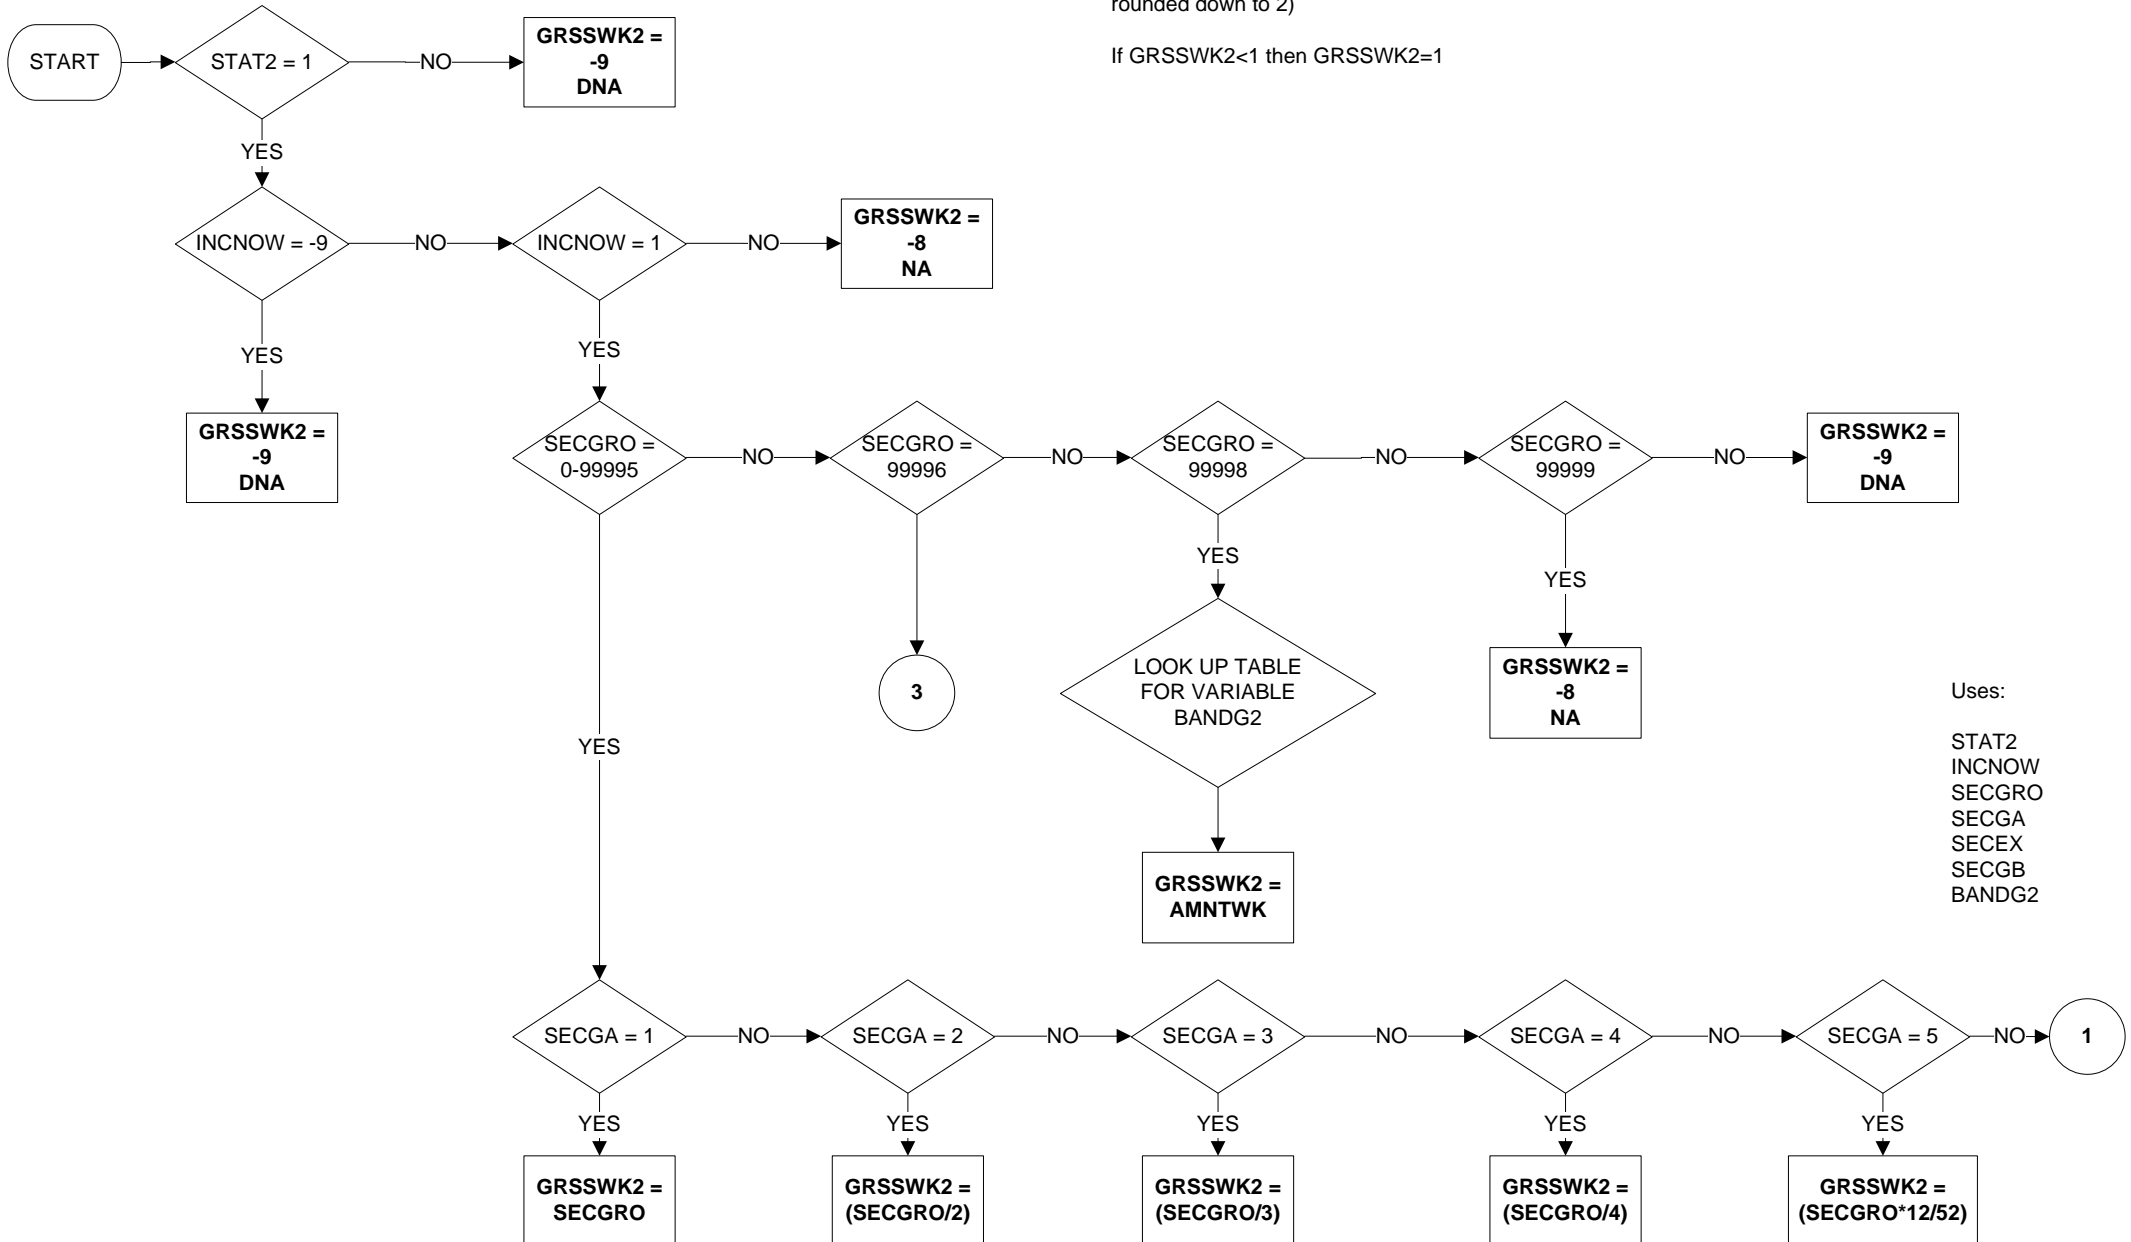 rounded down to 2)
If GRSSWK2<1 then GRSSWK2=1
START
STAT2 = 1
NO
GRSSWK2 =
-9
DNA
YES
INCNOW = -9
NO
INCNOW = 1
NO
GRSSWK2 =
-8
NA
YES
YES
GRSSWK2 =
-9
DNA
SECGRO =
0-99995
NO
SECGRO =
99996
NO
SECGRO =
99998
NO
SECGRO =
99999
NO
GRSSWK2 =
-9
DNA
YES
YES
YES
3
LOOK UP TABLE
FOR VARIABLE
BANDG2
GRSSWK2 =
-8
NA
GRSSWK2 =
AMNTWK
Uses:
STAT2
INCNOW
SECGRO
SECGA
SECEX
SECGB
BANDG2
SECGA = 1
NO
SECGA = 2
NO
SECGA = 3
NO
SECGA = 4
NO
SECGA = 5
NO
1
YES
YES
YES
YES
YES
GRSSWK2 =
SECGRO
GRSSWK2 =
(SECGRO/2)
GRSSWK2 =
(SECGRO/3)
GRSSWK2 =
(SECGRO/4)
GRSSWK2 =
(SECGRO*12/52)